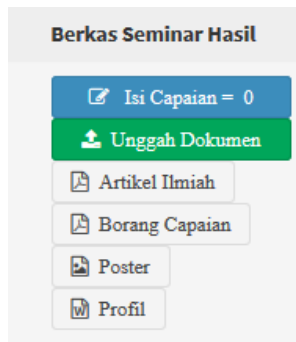 Berkas Seminar Hasil
Isi Capaian = 0
Unggah Dokumen
Artikel Ilmiah
Borang Capaian
Poster
Profil